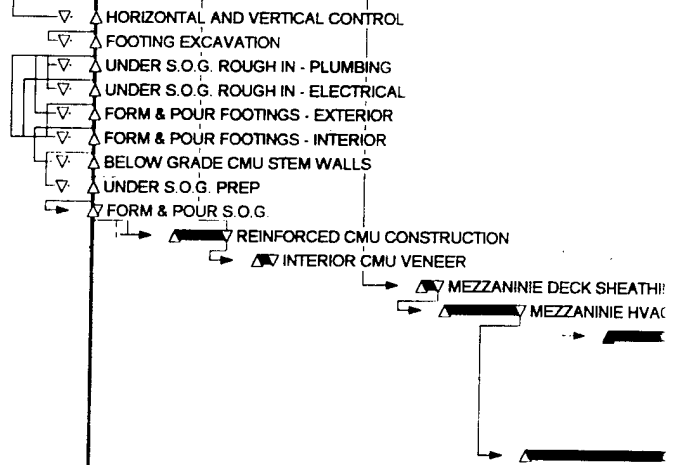 HORIZONTAL AND VERTICAL CONTROL
FOOTING EXCAVATION
UNDER S.O.G. ROUGH IN - PLUMBING
UNDER S.O.G. ROUGH IN - ELECTRICAL
FORM & POUR FOOTINGS - EXTERIOR
FORM & POUR FOOTINGS - INTERIOR
BELOW GRADE CMU STEM WALLS
UNDER S.O.G. PREP
FORM & POUR S.O.G.
REINFORCED CMU CONSTRUCTION
INTERIOR CMU VENEER
MEZZANINIE DECK SHEATHI
MEZZANINIE HVAC